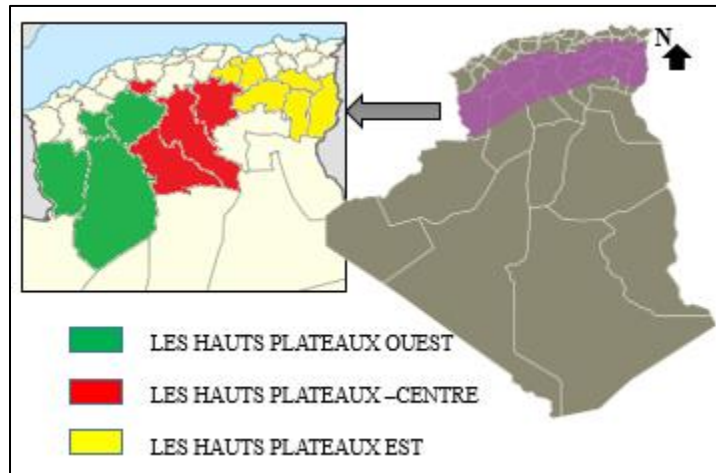 N
LES HAUTS PLATEAUX OUEST
LES HAUTS PLATEAUX –CENTRE
LES HAUTS PLATEAUX EST